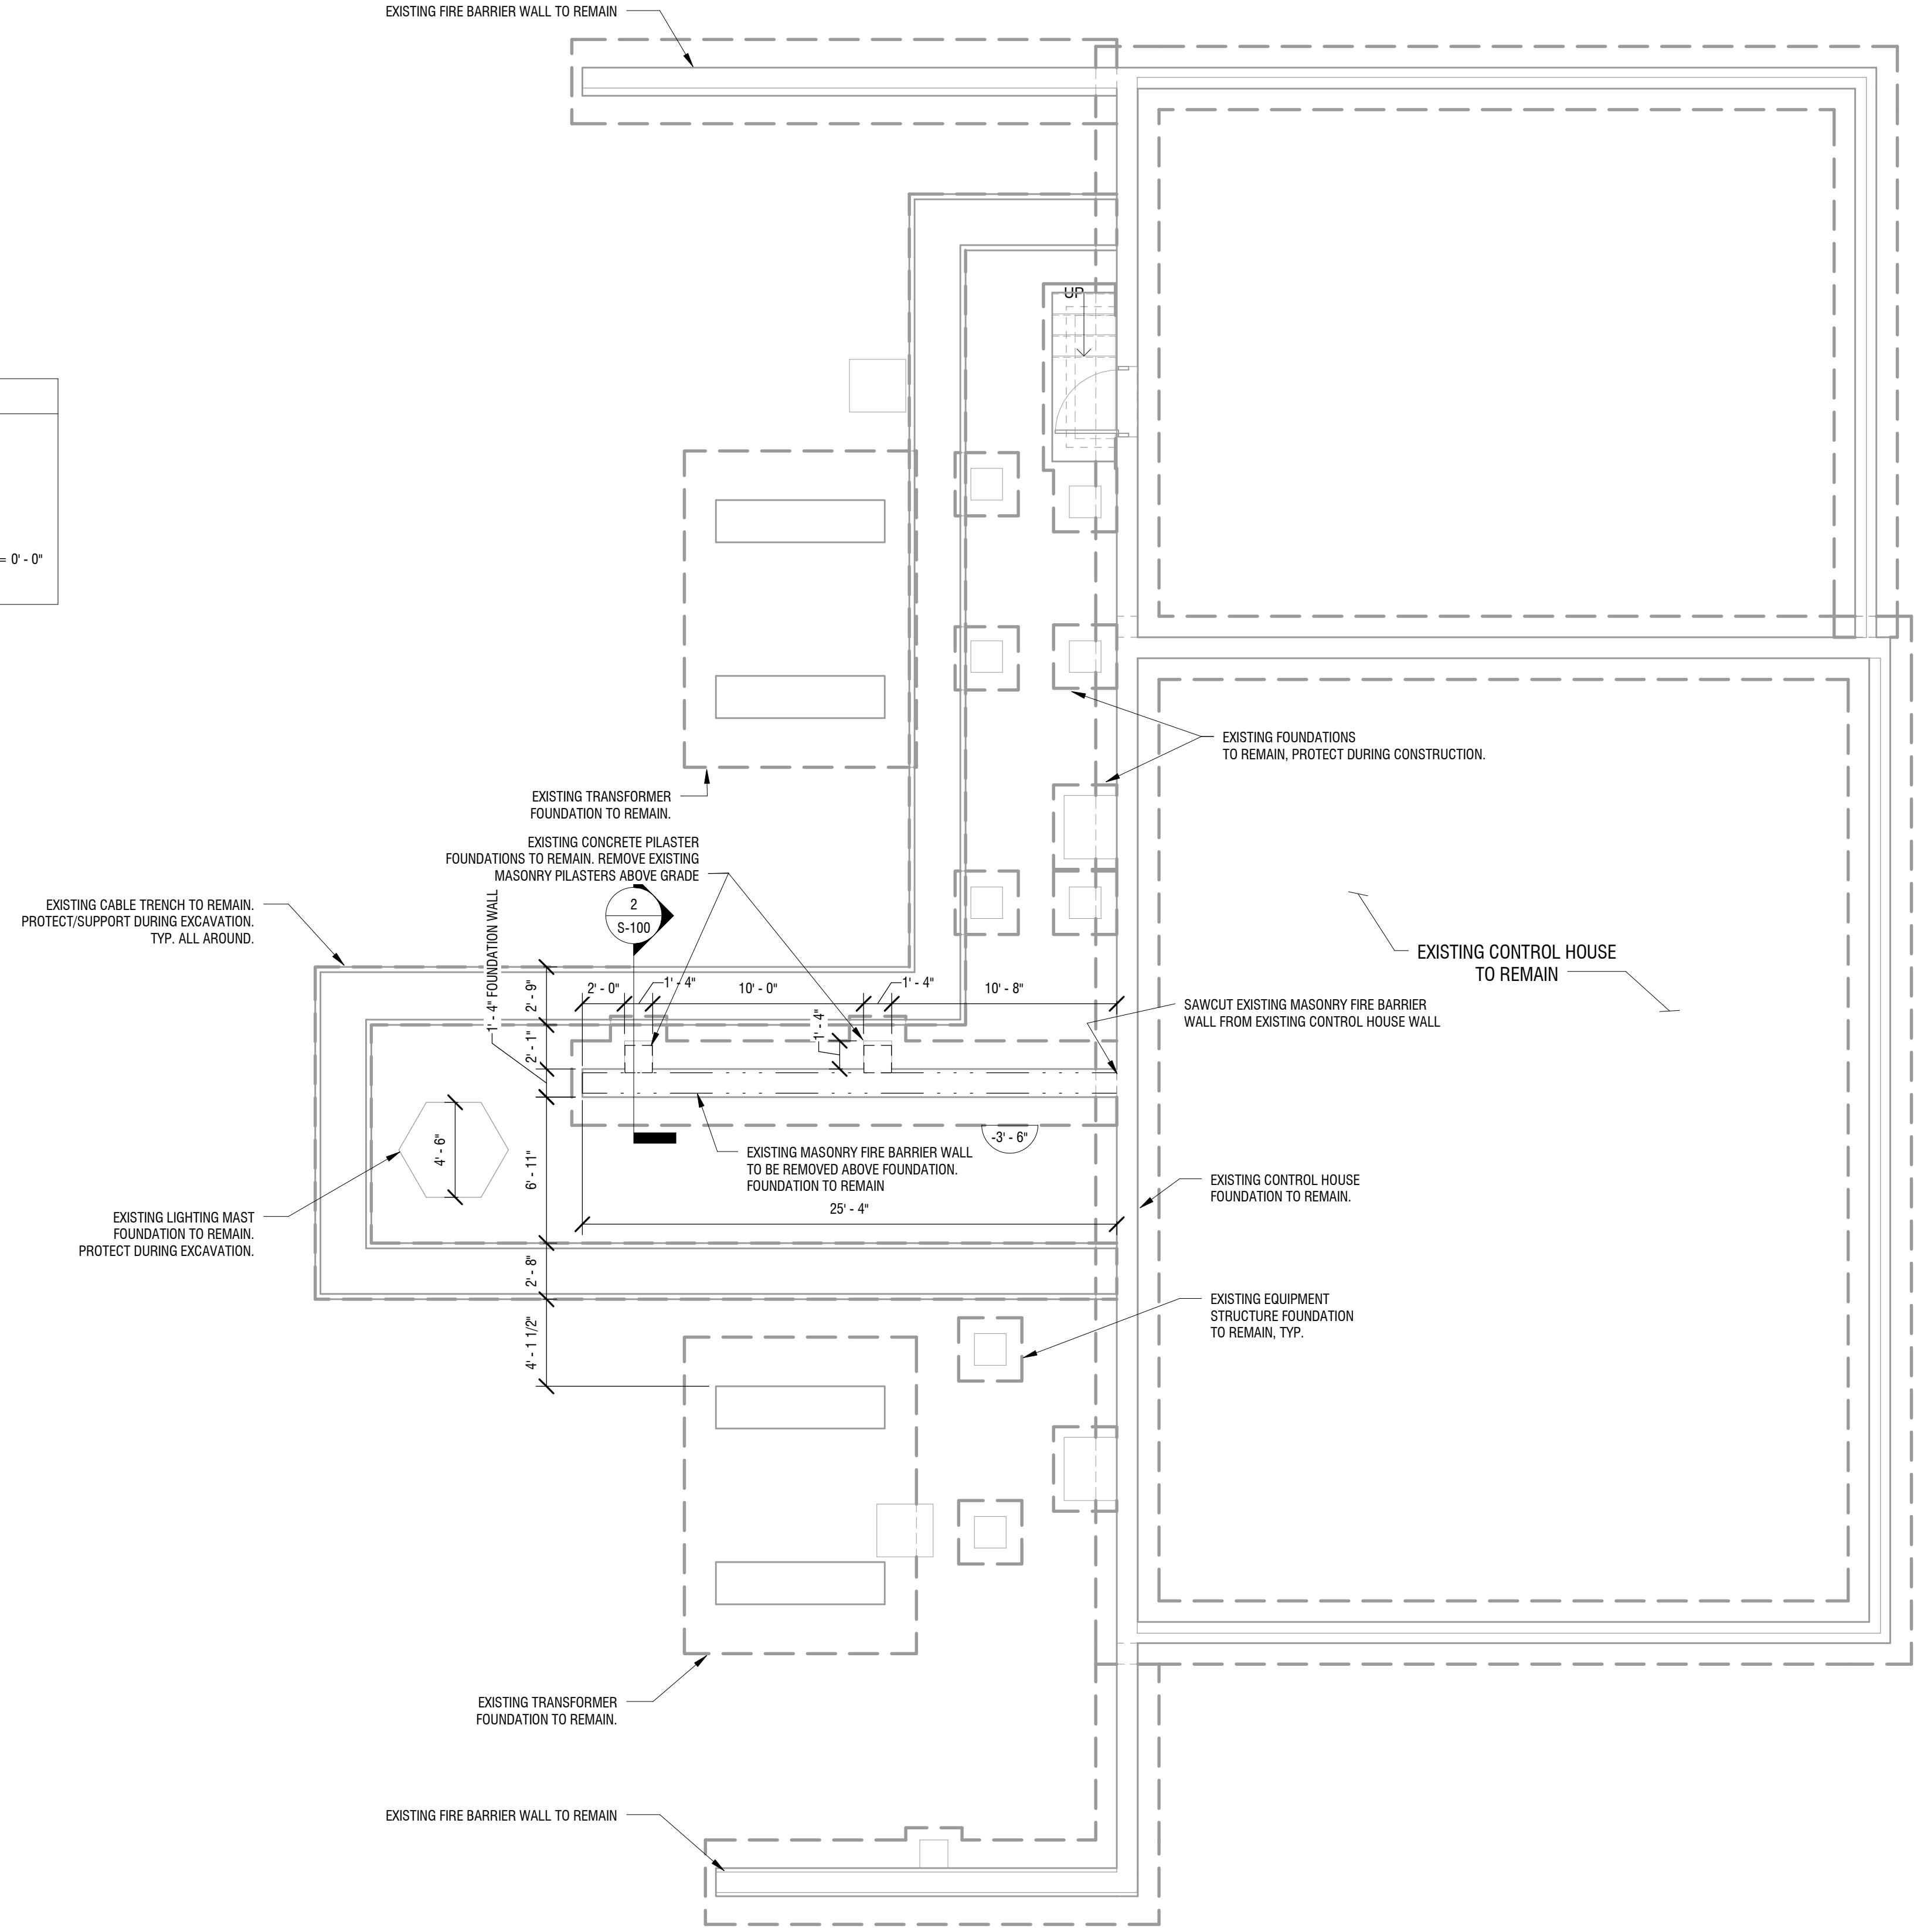 EXISTING FIRE BARRIER WALL TO REMAIN
UP
= 0' - 0"
EXISTING FOUNDATIONS
TO REMAIN, PROTECT DURING CONSTRUCTION.
EXISTING TRANSFORMER
FOUNDATION TO REMAIN.
EXISTING CONCRETE PILASTER
FOUNDATIONS TO REMAIN. REMOVE EXISTING
MASONRY PILASTERS ABOVE GRADE
EXISTING CABLE TRENCH TO REMAIN.
PROTECT/SUPPORT DURING EXCAVATION.
TYP. ALL AROUND.
1' - 4" FOUNDATION WALL
2
S-100
EXISTING CONTROL HOUSE
TO REMAIN
2' - 9"
2' - 0"
1' - 4"
10' - 0"
1' - 4"
10' - 8"
SAWCUT EXISTING MASONRY FIRE BARRIER
WALL FROM EXISTING CONTROL HOUSE WALL
2' - 1"
1' - 4"
4' - 6"
6' - 11"
-3' - 6"
EXISTING MASONRY FIRE BARRIER WALL
TO BE REMOVED ABOVE FOUNDATION.
FOUNDATION TO REMAIN
25' - 4"
EXISTING CONTROL HOUSE
FOUNDATION TO REMAIN.
EXISTING LIGHTING MAST
FOUNDATION TO REMAIN.
PROTECT DURING EXCAVATION.
2' - 8"
4' - 1 1/2"
EXISTING EQUIPMENT
STRUCTURE FOUNDATION
TO REMAIN, TYP.
EXISTING TRANSFORMER
FOUNDATION TO REMAIN.
EXISTING FIRE BARRIER WALL TO REMAIN